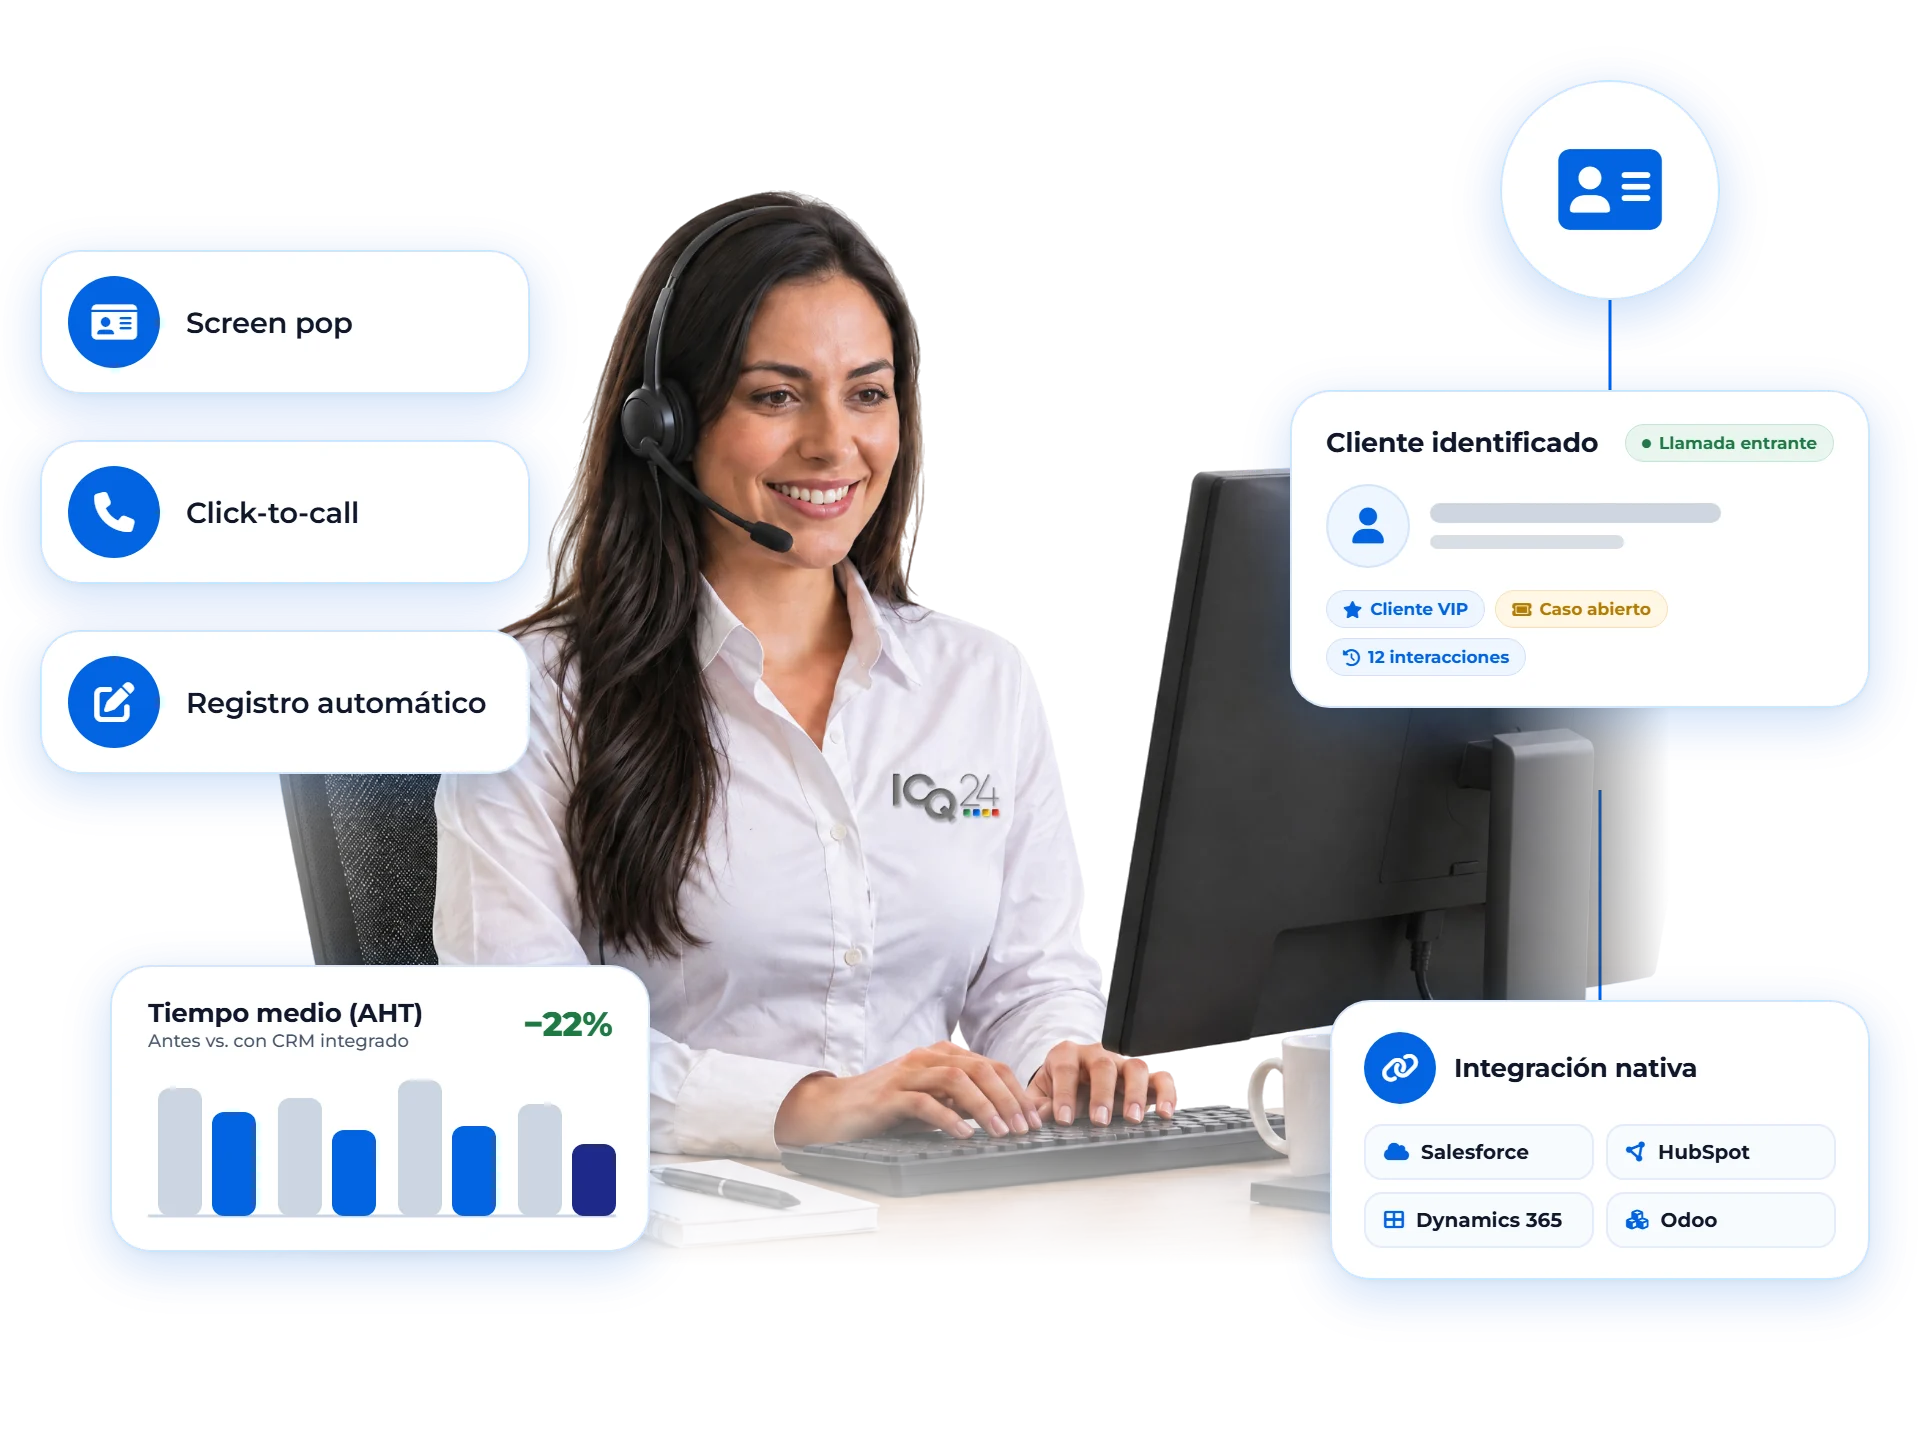 Screen pop
Click-to-call
Registro automático
ICQ24
Cliente identificado
Llamada entrante
Cliente VIP
Caso abierto
12 interacciones
Tiempo medio (AHT)
Antes vs. con CRM integrado
−22%
Integración nativa
Salesforce
HubSpot
Dynamics 365
Odoo